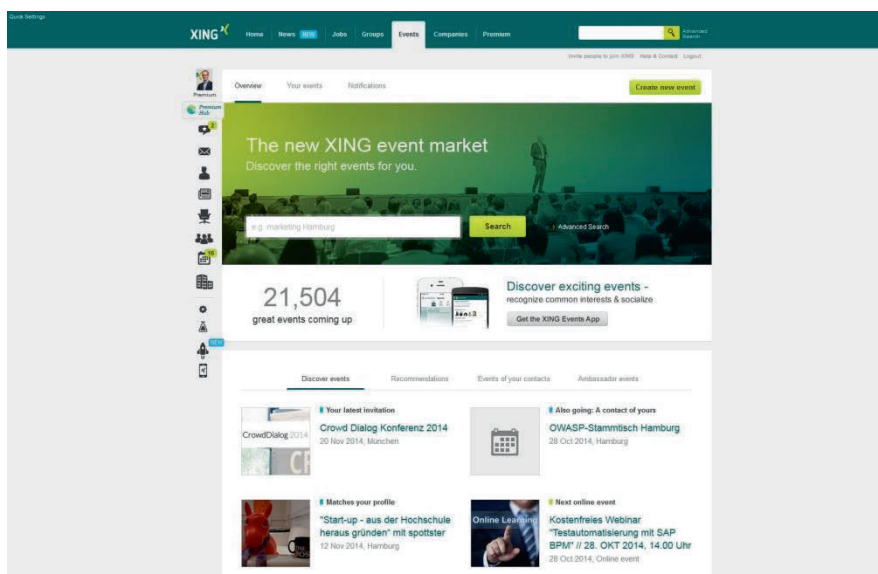 Quick Settings
XING
Home News NEW Jobs Groups Events Companies Premium
Advanced
Search
Invite people to join XING Help & Contact Logout
Premium
Overview Your events Notifications
Create new event
Premium
Hub
2
The new XING event market
Discover the right events for you.
e.g. marketing Hamburg
Search
Advanced Search
21,504
great events coming up
Discover exciting events -
recognize common interests & socialize
Get the XING Events App
NEW
Discover events Recommendations Events of your contacts Ambassador events
Your latest invitation
Crowd Dialog Konferenz 2014
20 Nov 2014, München
CrowdDialog 2014
Also going: A contact of yours
OWASP-Stammtisch Hamburg
28 Oct 2014, Hamburg
Matches your profile
"Start-up - aus der Hochschule
heraus gründen" mit spottster
12 Nov 2014, Hamburg
Online Learning
Next online event
Kostenfreies Webinar
"Testautomatisierung mit SAP
BPM" // 28. OKT 2014, 14.00 Uhr
28 Oct 2014, Online event